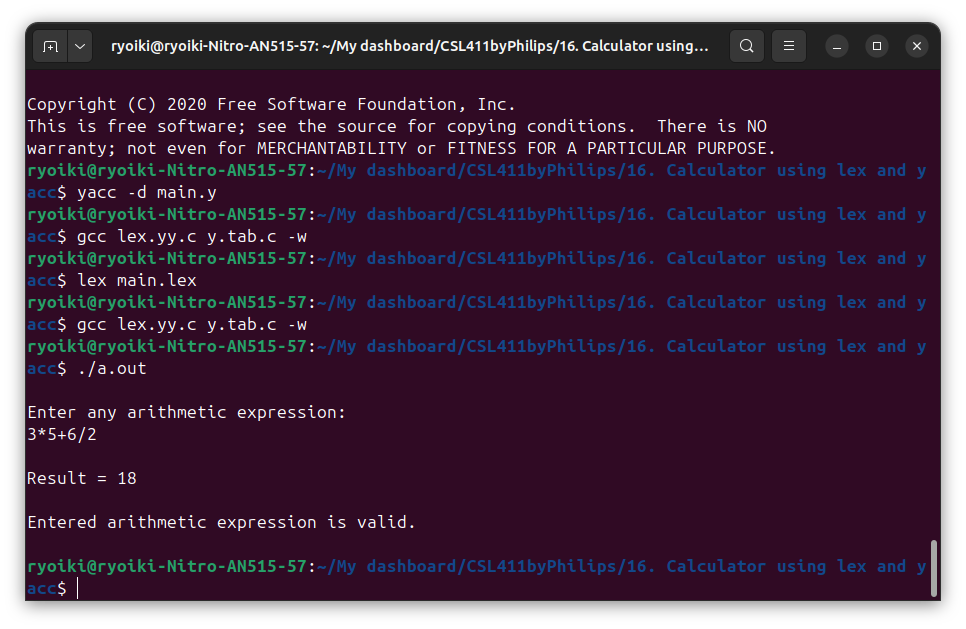 ryoiki@ryoiki-Nitro-AN515-57: ~/My dashboard/CSL411byPhilips/16. Calculator using...
Copyright (C) 2020 Free Software Foundation, Inc.
This is free software; see the source for copying conditions.  There is NO
warranty; not even for MERCHANTABILITY or FITNESS FOR A PARTICULAR PURPOSE.
ryoiki@ryoiki-Nitro-AN515-57:~/My dashboard/CSL411byPhilips/16. Calculator using lex and y
acc$ yacc -d main.y
ryoiki@ryoiki-Nitro-AN515-57:~/My dashboard/CSL411byPhilips/16. Calculator using lex and y
acc$ gcc lex.yy.c y.tab.c -w
ryoiki@ryoiki-Nitro-AN515-57:~/My dashboard/CSL411byPhilips/16. Calculator using lex and y
acc$ lex main.lex
ryoiki@ryoiki-Nitro-AN515-57:~/My dashboard/CSL411byPhilips/16. Calculator using lex and y
acc$ gcc lex.yy.c y.tab.c -w
ryoiki@ryoiki-Nitro-AN515-57:~/My dashboard/CSL411byPhilips/16. Calculator using lex and y
acc$ ./a.out
Enter any arithmetic expression:
3*5+6/2
Result = 18
Entered arithmetic expression is valid.
ryoiki@ryoiki-Nitro-AN515-57:~/My dashboard/CSL411byPhilips/16. Calculator using lex and y
acc$